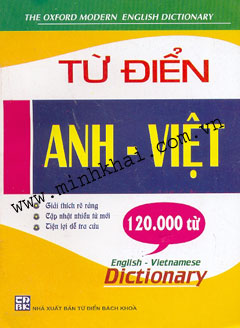 THE OXFORD MODERN ENGLISH DICTIONARY
TỪ ĐIỂN
ANH - VIỆT
www.minhkhai.com.vn
Giải thích rõ ràng
Cập nhật nhiều từ mới
Tiện lợi dễ tra cứu
120.000 từ
English - Vietnamese
Dictionary
NHÀ XUẤT BẢN TỪ ĐIỂN BÁCH KHOA